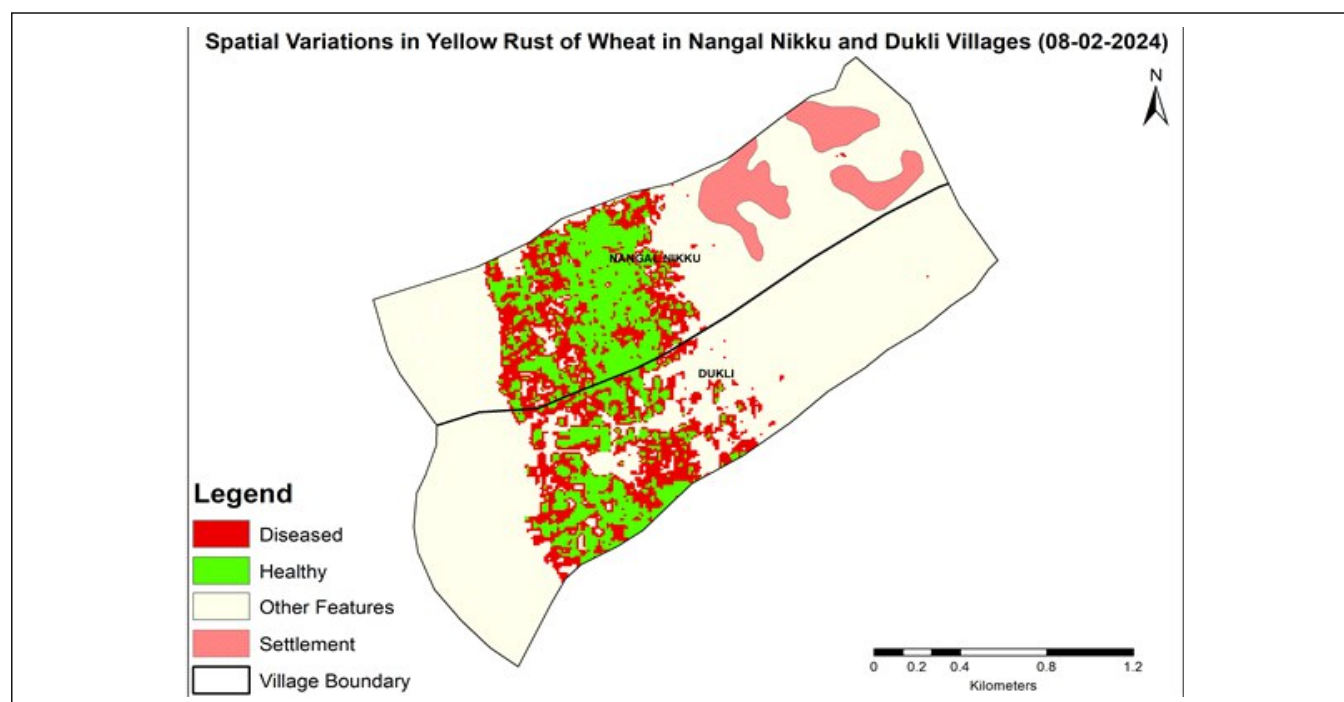 Spatial Variations in Yellow Rust of Wheat in Nangal Nikku and Dukli Villages (08-02-2024)
N
NANGAL NIKKU
DUKLI
Legend
Diseased
Healthy
Other Features
Settlement
Village Boundary
0 0.2 0.4 0.8 1.2
Kilometers